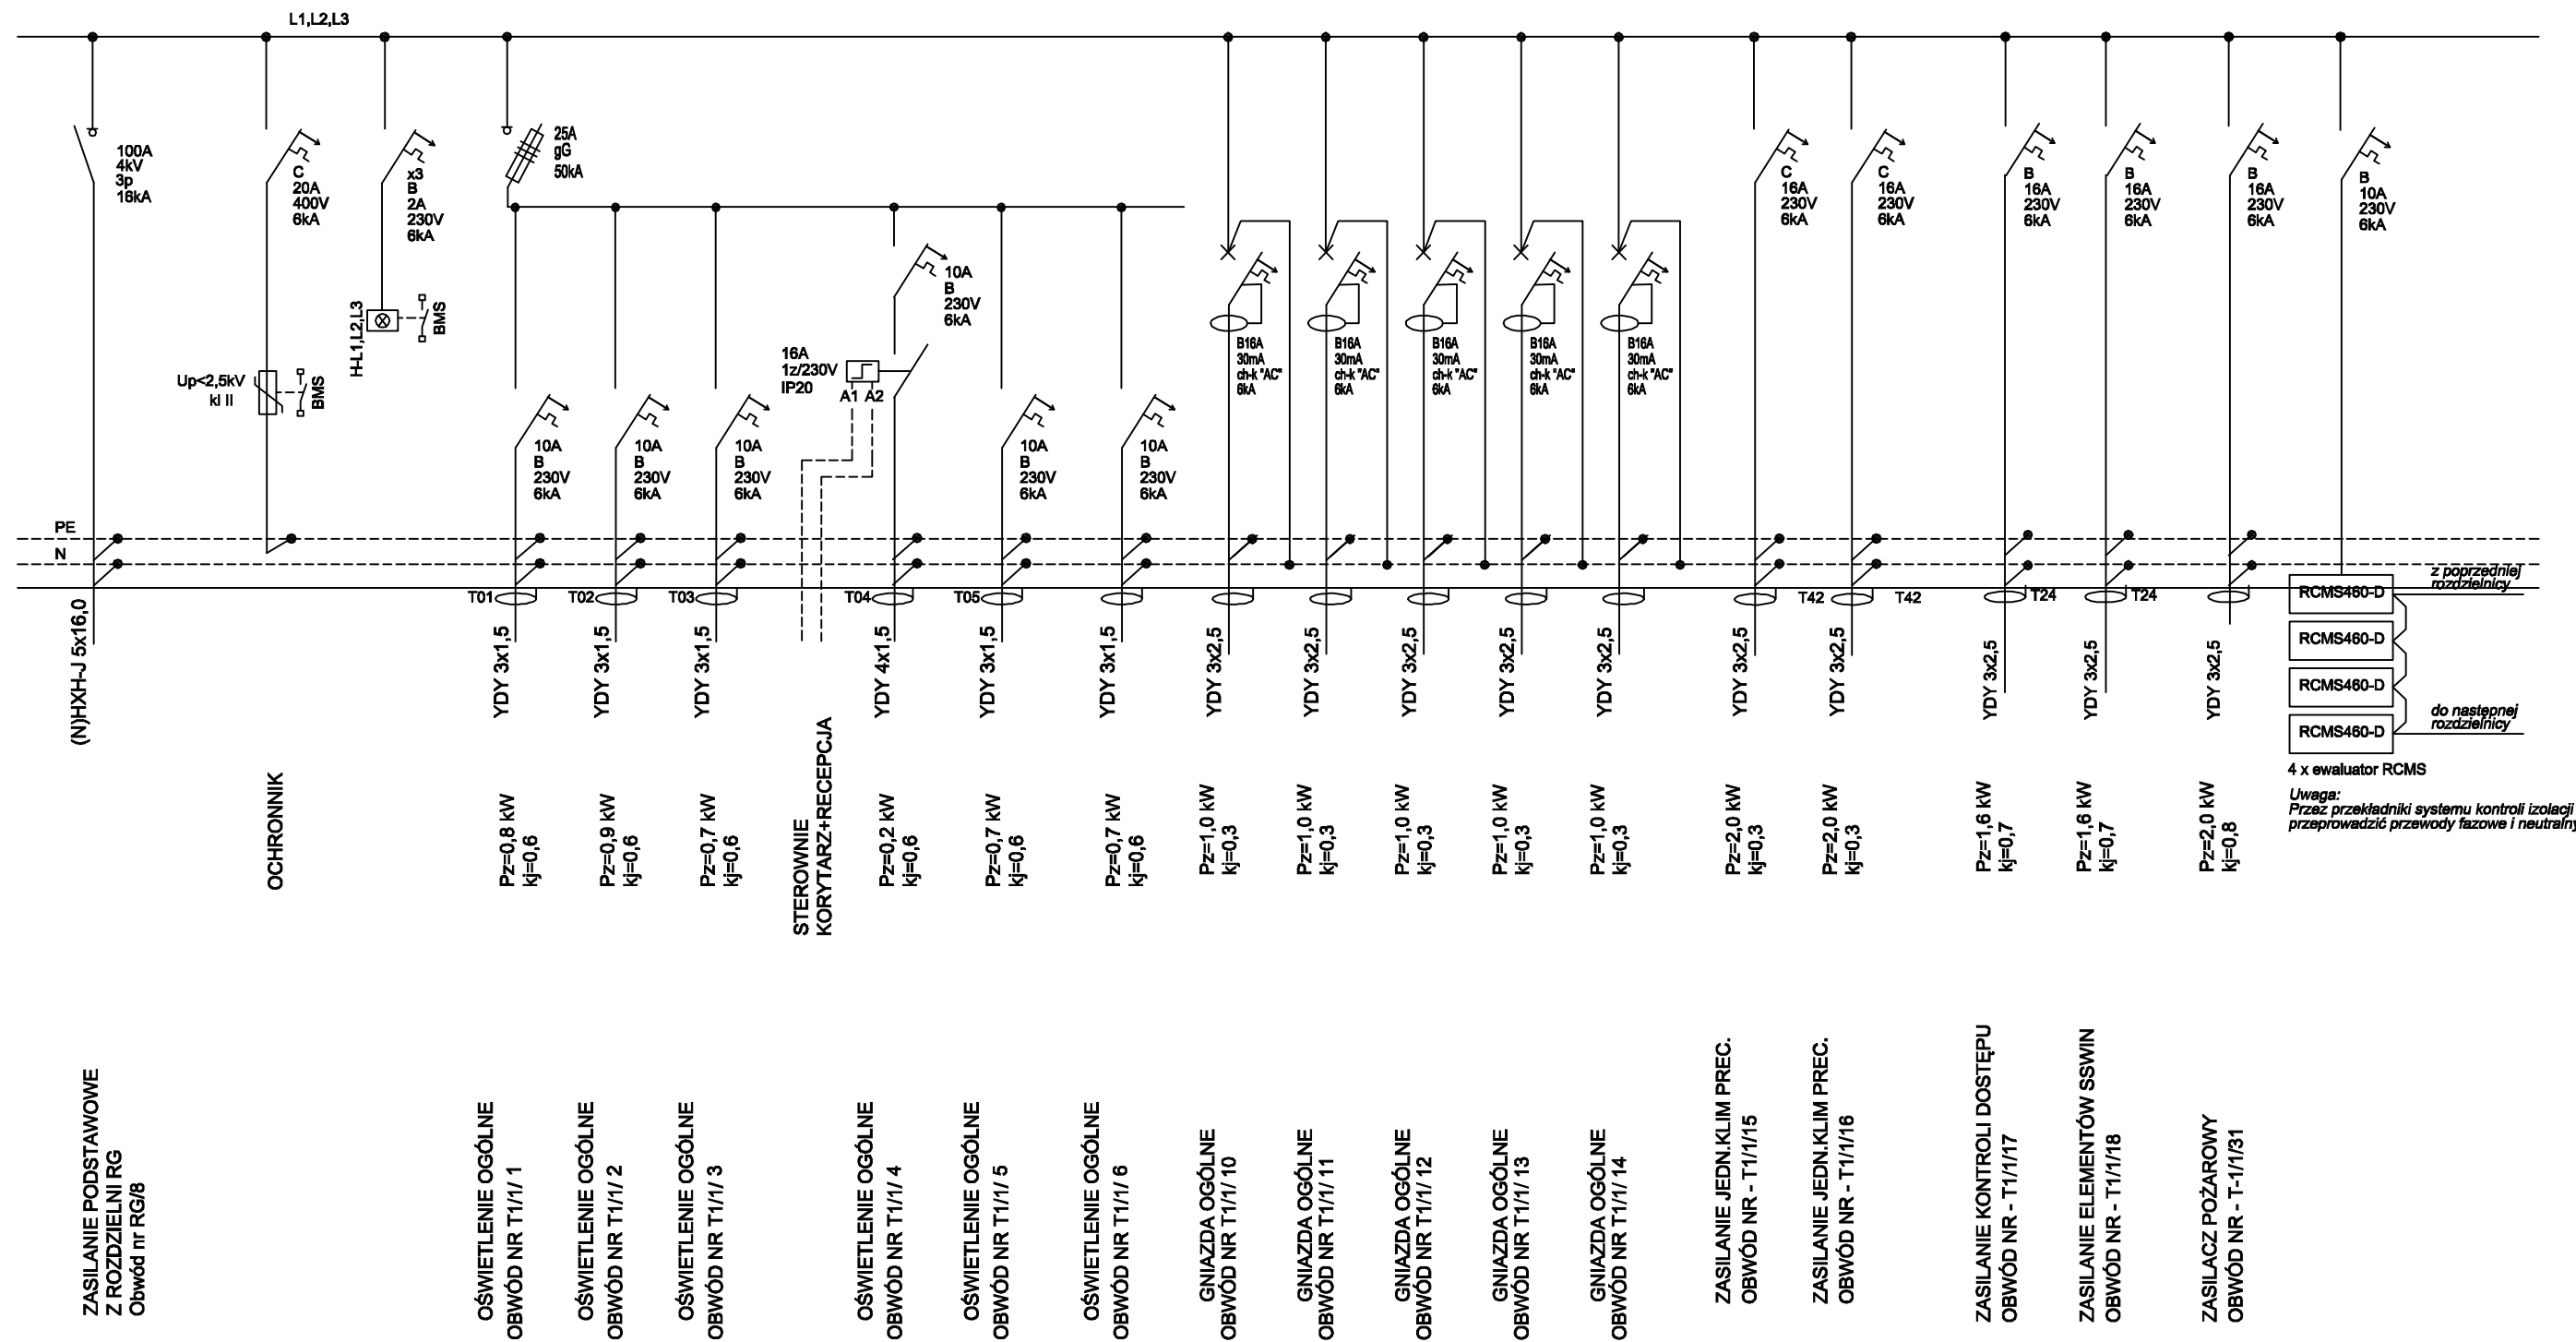 L1,L2,L3
100A
4kV
3p
16kA
C
20A
400V
6kA
x3
B
2A
230V
6kA
25A
gG
50kA
10A
B
230V
6kA
C
16A
230V
6kA
C
16A
230V
6kA
B
16A
230V
6kA
B
16A
230V
6kA
B
16A
230V
6kA
B
10A
230V
6kA
H-L1,L2,L3
BMS
Up<2,5kV
kl II
BMS
16A
1z/230V
IP20
A1 A2
B16A
30mA
ch-k "AC"
6kA
B16A
30mA
ch-k "AC"
6kA
B16A
30mA
ch-k "AC"
6kA
B16A
30mA
ch-k "AC"
6kA
B16A
30mA
ch-k "AC"
6kA
10A
B
230V
6kA
10A
B
230V
6kA
10A
B
230V
6kA
10A
B
230V
6kA
10A
B
230V
6kA
PE
N
T01
T02
T03
T04
T05
T42
T42
T24
T24
(N)HXH-J 5x16,0
YDY 3x1,5
YDY 3x1,5
YDY 3x1,5
YDY 4x1,5
YDY 3x1,5
YDY 3x1,5
YDY 3x2,5
YDY 3x2,5
YDY 3x2,5
YDY 3x2,5
YDY 3x2,5
YDY 3x2,5
YDY 3x2,5
YDY 3x2,5
YDY 3x2,5
YDY 3x2,5
RCMS460-D
RCMS460-D
RCMS460-D
RCMS460-D
z poprzedniej
rozdzielnicy
do następnej
rozdzielnicy
4 x ewaluator RCMS
Uwaga:
Przez przekładniki systemu kontroli izolacji
przeprowadzić przewody fazowe i
OCHRONNIK
Pz=0,8 kW
kj=0,6
Pz=0,9 kW
kj=0,6
Pz=0,7 kW
kj=0,6
STEROWNIE
KORYTARZ+RECEPCJA
Pz=0,2 kW
kj=0,6
Pz=0,7 kW
kj=0,6
Pz=0,7 kW
kj=0,6
Pz=1,0 kW
kj=0,3
Pz=1,0 kW
kj=0,3
Pz=1,0 kW
kj=0,3
Pz=1,0 kW
kj=0,3
Pz=1,0 kW
kj=0,3
Pz=2,0 kW
kj=0,3
Pz=2,0 kW
kj=0,3
Pz=1,6 kW
kj=0,7
Pz=1,6 kW
kj=0,7
Pz=2,0 kW
kj=0,8
ZASILANIE PODSTAWOWE
Z ROZDZIELNI RG
Obwód nr RG/8
OŚWIETLENIE OGÓLNE
OBWÓD NR T1/1/ 1
OŚWIETLENIE OGÓLNE
OBWÓD NR T1/1/ 2
OŚWIETLENIE OGÓLNE
OBWÓD NR T1/1/ 3
OŚWIETLENIE OGÓLNE
OBWÓD NR T1/1/ 4
OŚWIETLENIE OGÓLNE
OBWÓD NR T1/1/ 5
OŚWIETLENIE OGÓLNE
OBWÓD NR T1/1/ 6
GNIAZDA OGÓLNE
OBWÓD NR T1/1/ 10
GNIAZDA OGÓLNE
OBWÓD NR T1/1/ 11
GNIAZDA OGÓLNE
OBWÓD NR T1/1/ 12
GNIAZDA OGÓLNE
OBWÓD NR T1/1/ 13
GNIAZDA OGÓLNE
OBWÓD NR T1/1/ 14
ZASILANIE JEDN.KLIM PREC.
OBWÓD NR - T1/1/15
ZASILANIE JEDN.KLIM PREC.
OBWÓD NR - T1/1/16
ZASILANIE KONTROLI DOSTĘPU
OBWÓD NR - T1/1/17
ZASILANIE ELEMENTÓW SSWIN
OBWÓD NR - T1/1/18
ZASILACZ POŻAROWY
OBWÓD NR - T-1/1/31